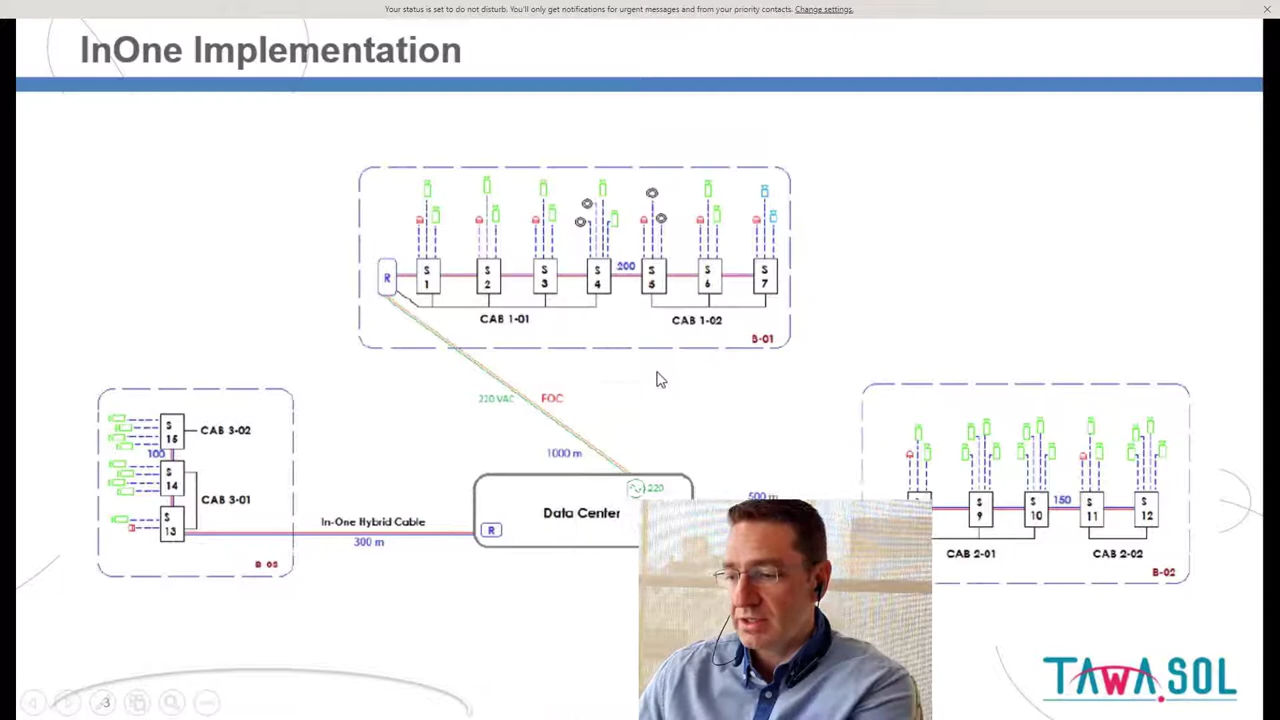 Your status is set to do not disturb. You'll only get notifications for urgent messages and from your priority contacts. Change settings.
InOne Implementation
R
S 1
S 2
S 3
S 4
200
S 5
S 6
S 7
CAB 1-01
CAB 1-02
B-01
220 VAC
FOC
1000 m
S 15
CAB 3-02
100
S 14
CAB 3-01
S 13
B-03
In-One Hybrid Cable
300 m
R
Data Center
220
500 m
S 9
S 10
150
S 11
S 12
CAB 2-01
CAB 2-02
B-02
3
TAWA.SOL